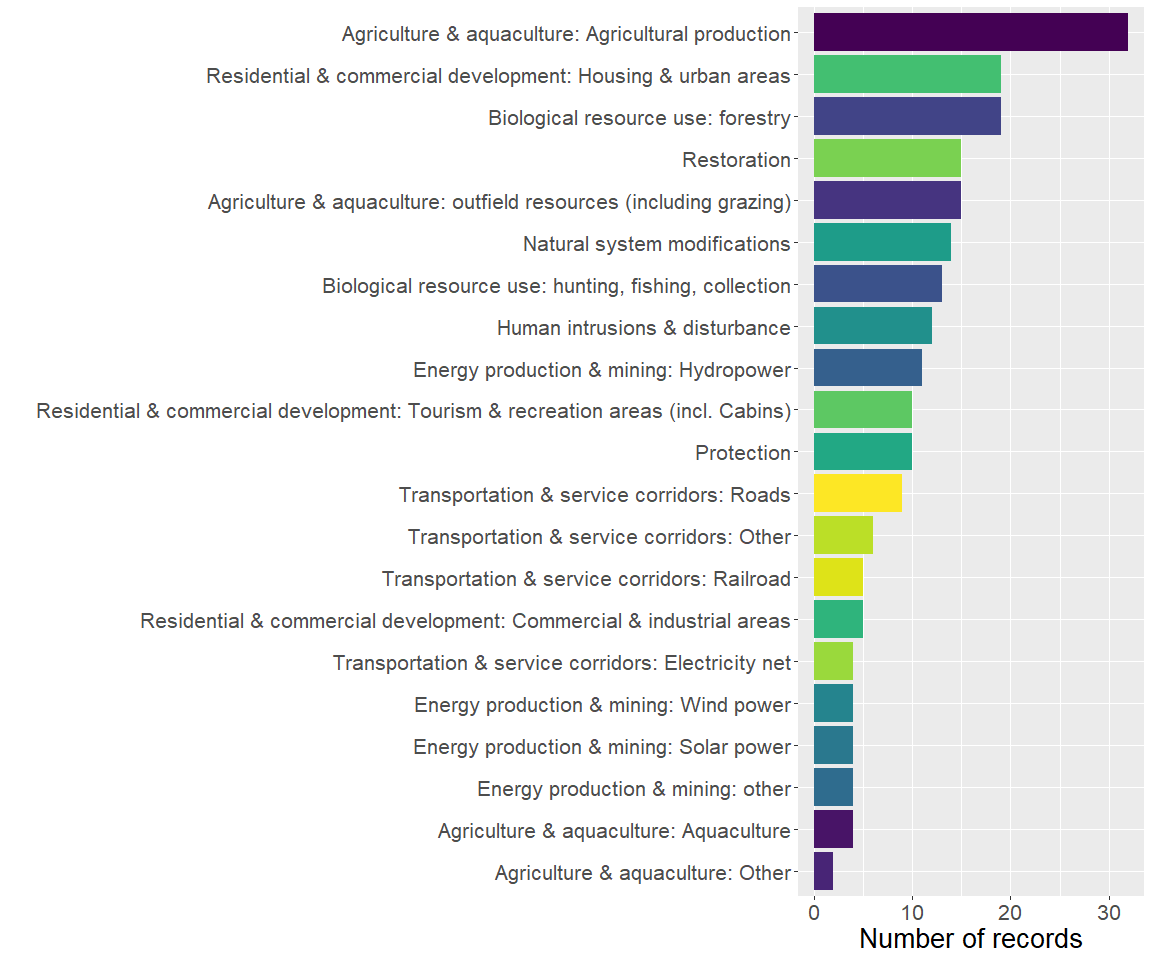 Agriculture & aquaculture: Agricultural production
Residential & commercial development: Housing & urban areas
Biological resource use: forestry
Restoration
Agriculture & aquaculture: outfield resources (including grazing)
Natural system modifications
Biological resource use: hunting, fishing, collection
Human intrusions & disturbance
Energy production & mining: Hydropower
Residential & commercial development: Tourism & recreation areas (incl. Cabins)
Protection
Transportation & service corridors: Roads
Transportation & service corridors: Other
Transportation & service corridors: Railroad
Residential & commercial development: Commercial & industrial areas
Transportation & service corridors: Electricity net
Energy production & mining: Wind power
Energy production & mining: Solar power
Energy production & mining: other
Agriculture & aquaculture: Aquaculture
Agriculture & aquaculture: Other
0 10 20 30
Number of records